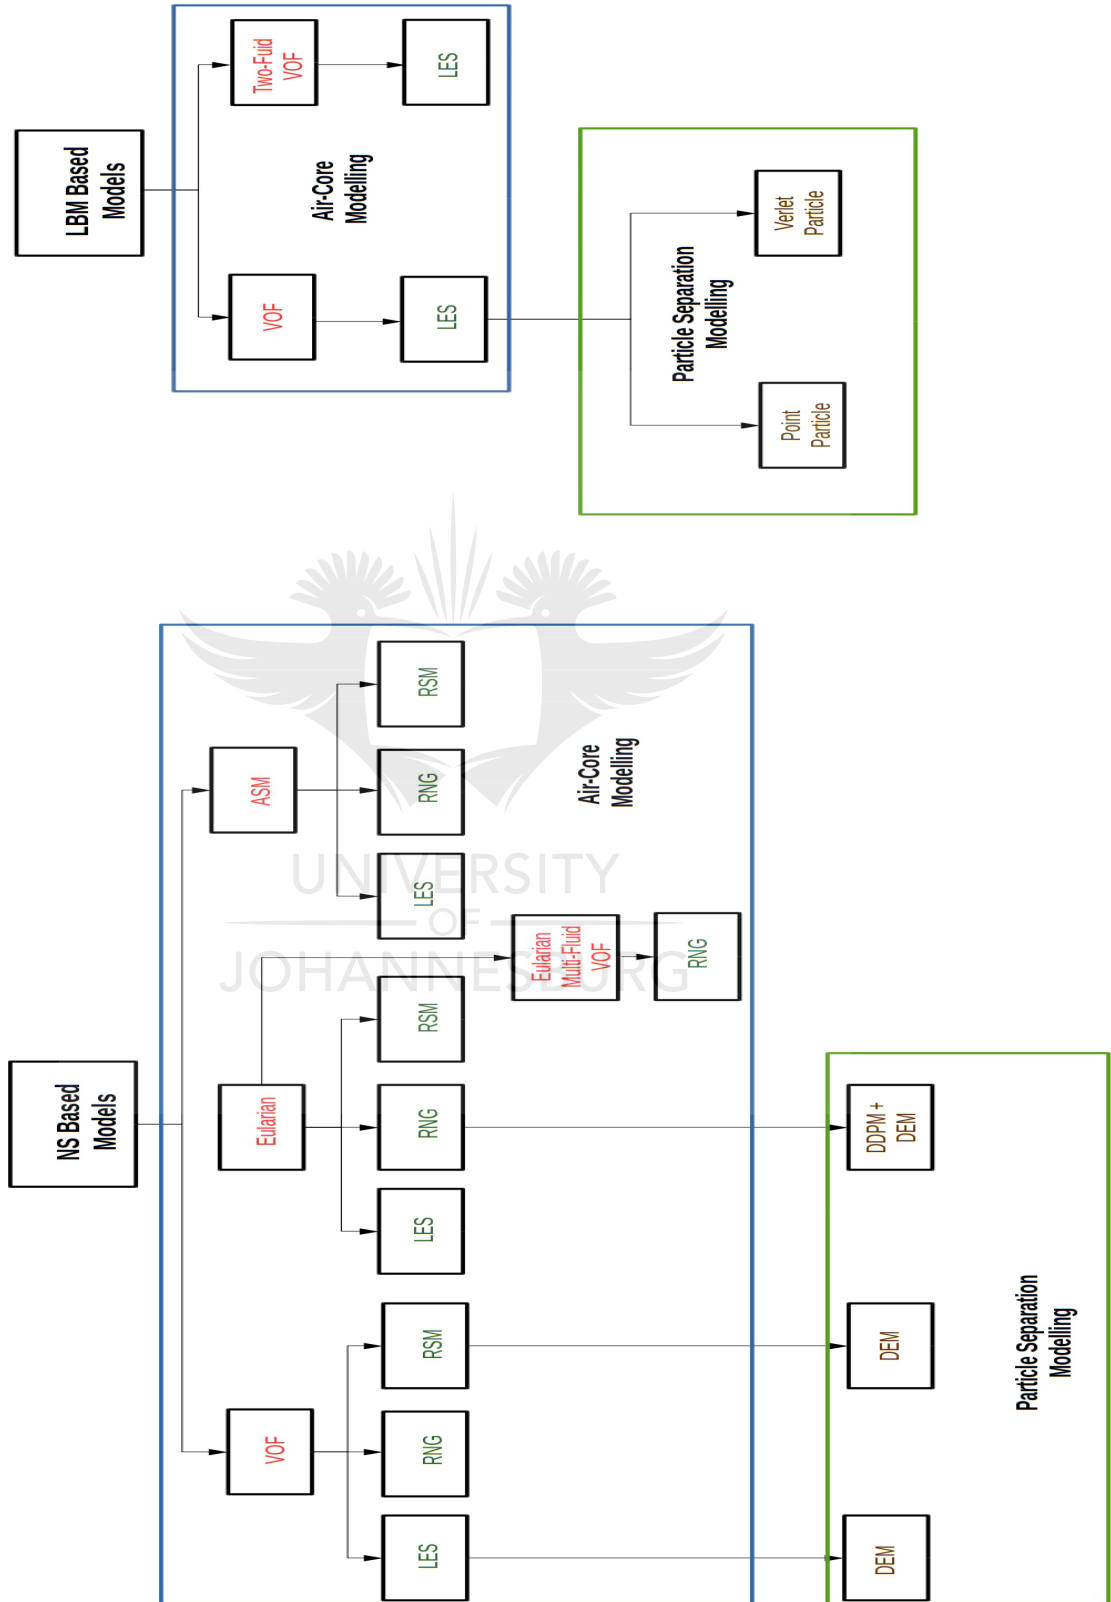 NS Based
Models
VOF
Eularian
ASM
LES
RNG
RSM
LES
RNG
RSM
LES
RNG
RSM
Eularian
Multi-Fluid
VOF
RNG
Air-Core
Modelling
DEM
DEM
DDPM +
DEM
Particle Separation
Modelling
LBM Based
Models
VOF
Two-Fuid
VOF
Air-Core
Modelling
LES
LES
Particle Separation
Modelling
Point
Particle
Verlet
Particle
UNIVERSITY
OF
JOHANNESBURG